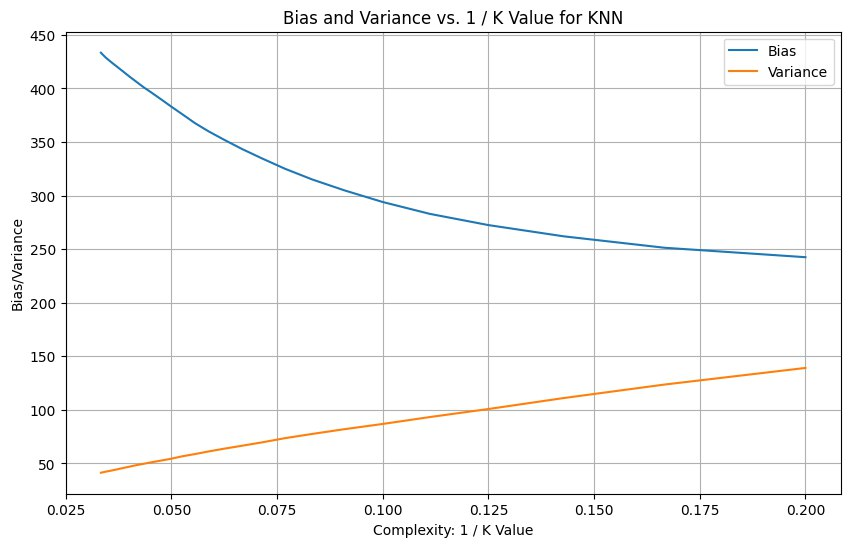 Bias and Variance vs. 1 / K Value for KNN
Bias
Variance
Bias/Variance
450
400
350
300
250
200
150
100
50
0.025 0.050 0.075 0.100 0.125 0.150 0.175 0.200
Complexity: 1 / K Value